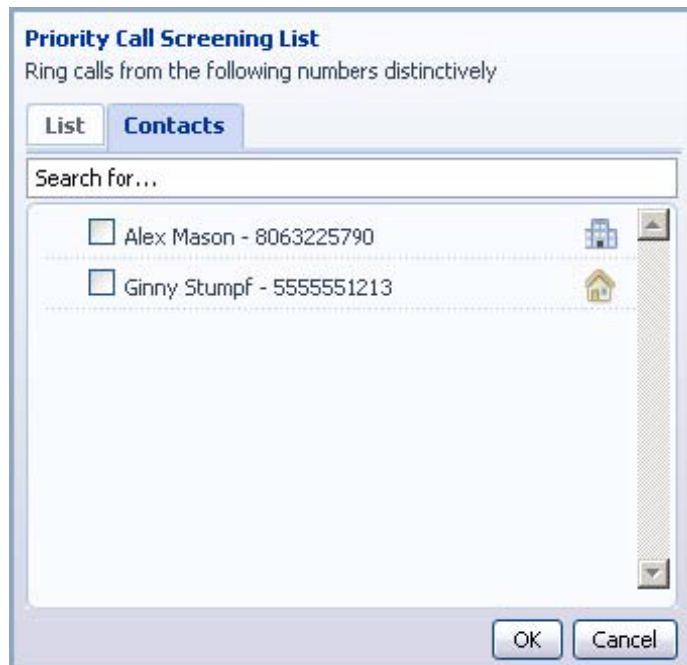 Priority Call Screening List
Ring calls from the following numbers distinctively
List Contacts
Search for...
Alex Mason - 8063225790
Ginny Stumpf - 5555551213
OK Cancel